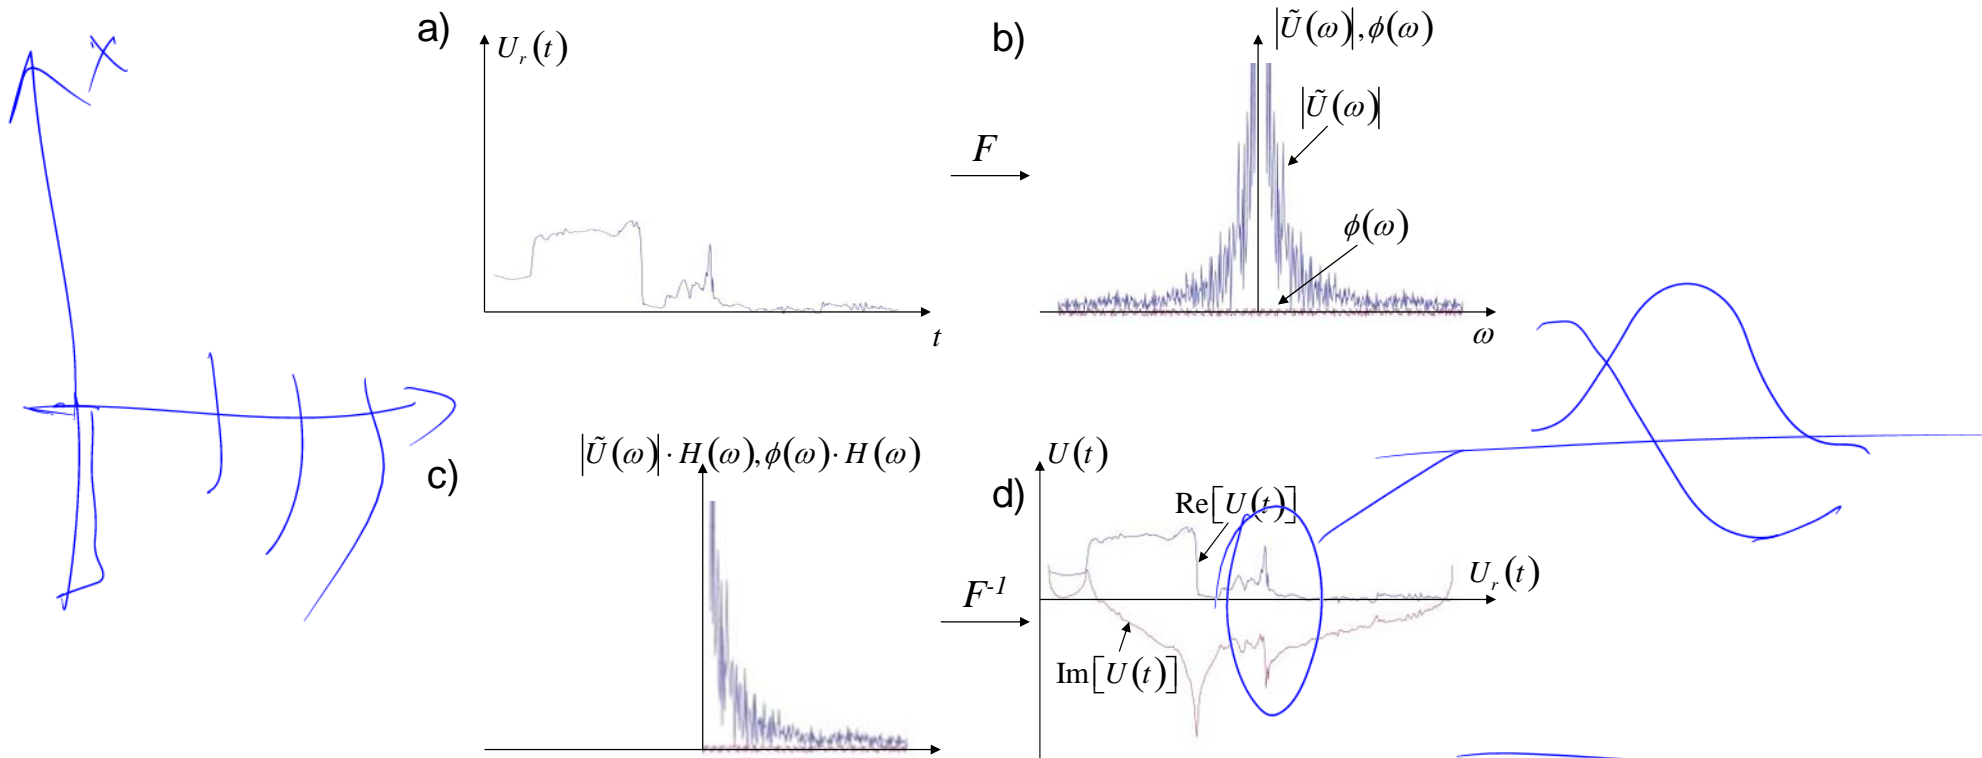 x
a)
U_r(t)
t
F
b)
|Ũ(ω)|, ϕ(ω)
|Ũ(ω)|
ϕ(ω)
ω
c)
|Ũ(ω)| · H(ω), ϕ(ω) · H(ω)
F^{-1}
d)
U(t)
Re[U(t)]
U_r(t)
Im[U(t)]